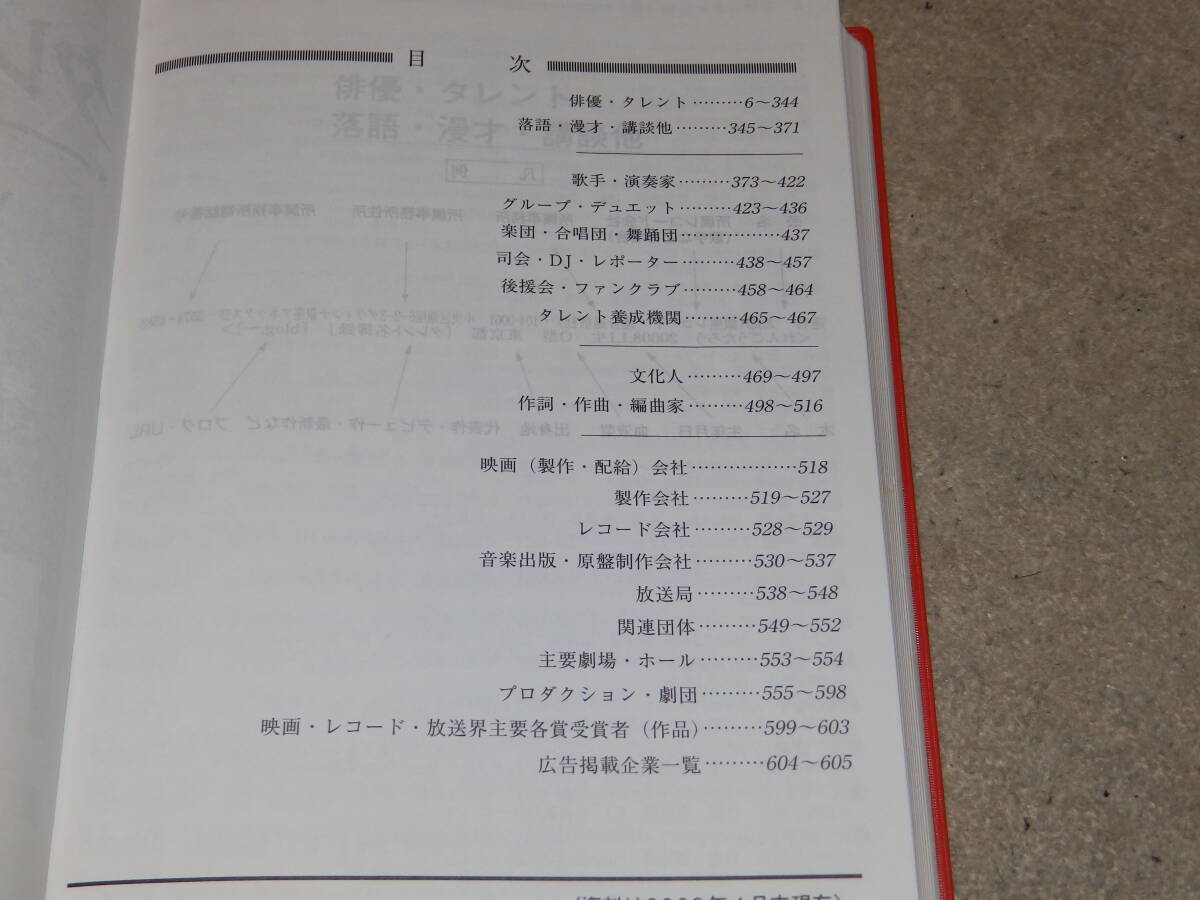 目　次
俳優・タレント………6～344
落語・漫才・講談他………345～371
歌手・演奏家………373～422
グループ・デュエット………423～436
楽団・合唱団・舞踊団………………437
司会・DJ・レポーター………438～457
後援会・ファンクラブ………458～464
タレント養成機関………465～467
文化人………469～497
作詞・作曲・編曲家………498～516
映画（製作・配給）会社………………518
製作会社………519～527
レコード会社………528～529
音楽出版・原盤制作会社………530～537
放送局………538～548
関連団体………549～552
主要劇場・ホール………553～554
プロダクション・劇団………555～598
映画・レコード・放送界主要各賞受賞者（作品）………599～603
広告掲載企業一覧………604～605